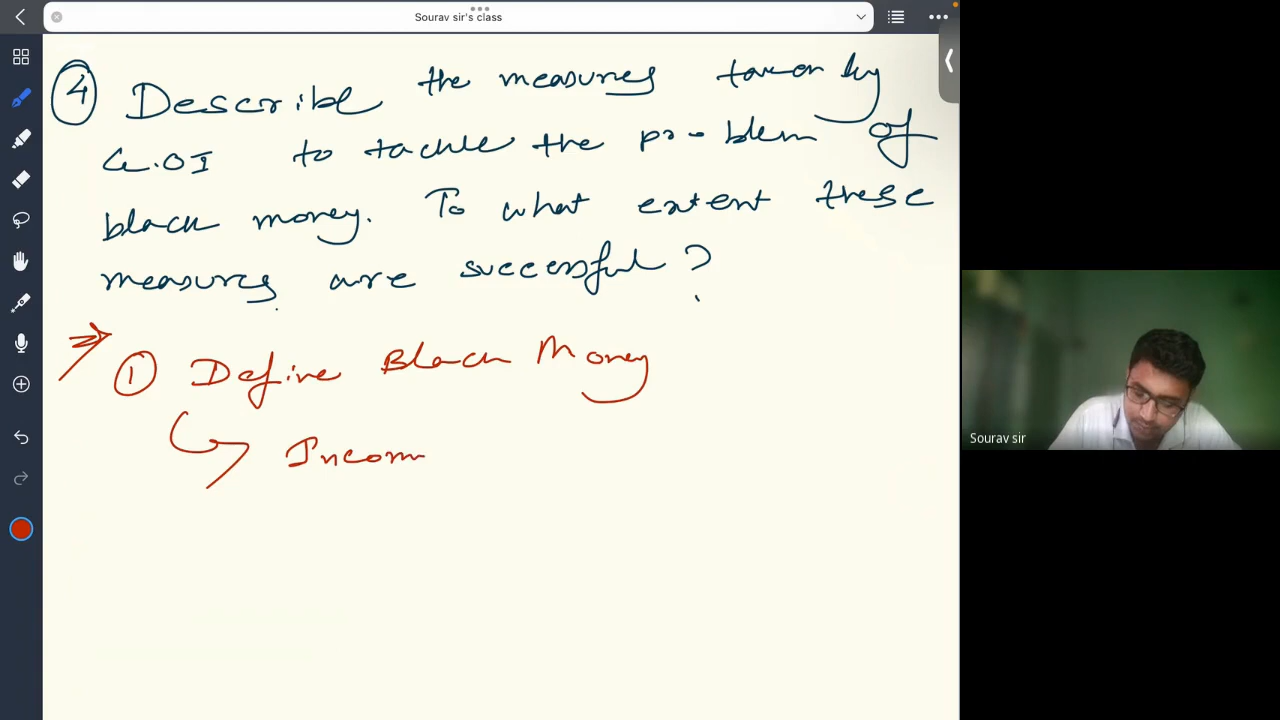 Sourav sir's class
④ Describe the measures taken by
G.OI to tackle the problem of
black money. To what extent these
measures are successful?
① Define Black Money
Incom
Sourav sir